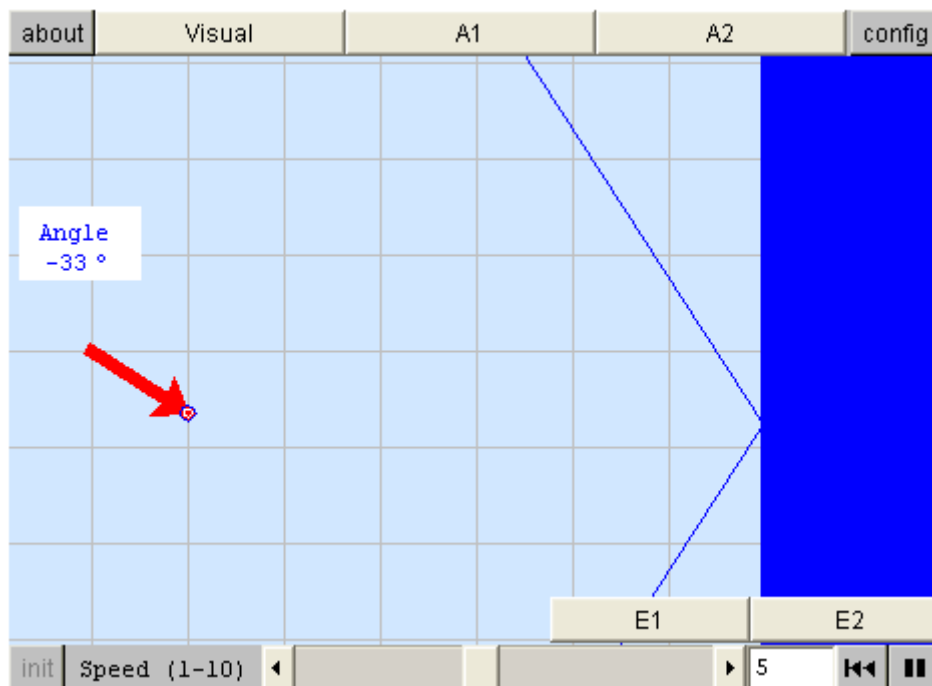 about Visual A1 A2 config
Angle
-33 °
E1 E2
init Speed (1-10) 5